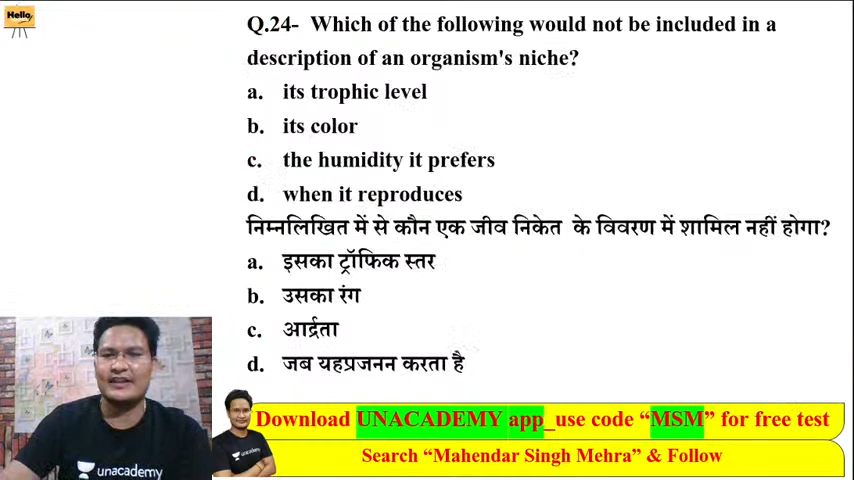 Hello
Q.24- Which of the following would not be included in a
description of an organism's niche?
a. its trophic level
b. its color
c. the humidity it prefers
d. when it reproduces
निम्नलिखित में से कौन एक जीव निकेत के विवरण में शामिल नहीं होगा?
a. इसका ट्रॉफिक स्तर
b. उसका रंग
c. आर्द्रता
d. जब यहप्रजनन करता है
unacademy
unacademy
Download UNACADEMY app_use code “MSM” for free test
Search “Mahendar Singh Mehra” & Follow